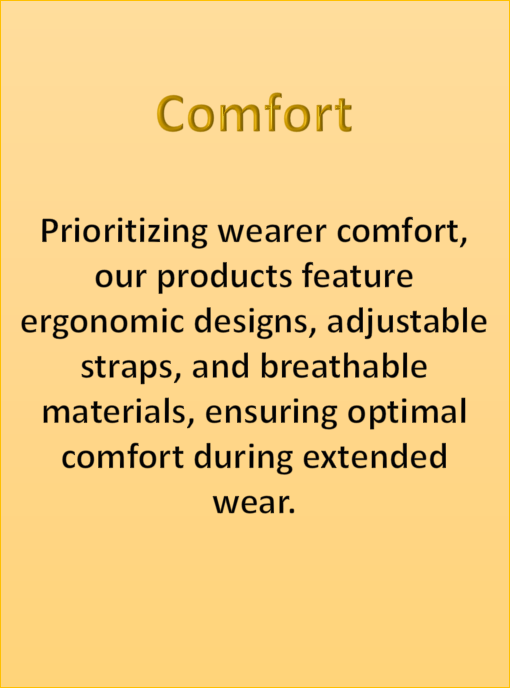 Comfort
Prioritizing wearer comfort,
our products feature
ergonomic designs, adjustable
straps, and breathable
materials, ensuring optimal
comfort during extended
wear.